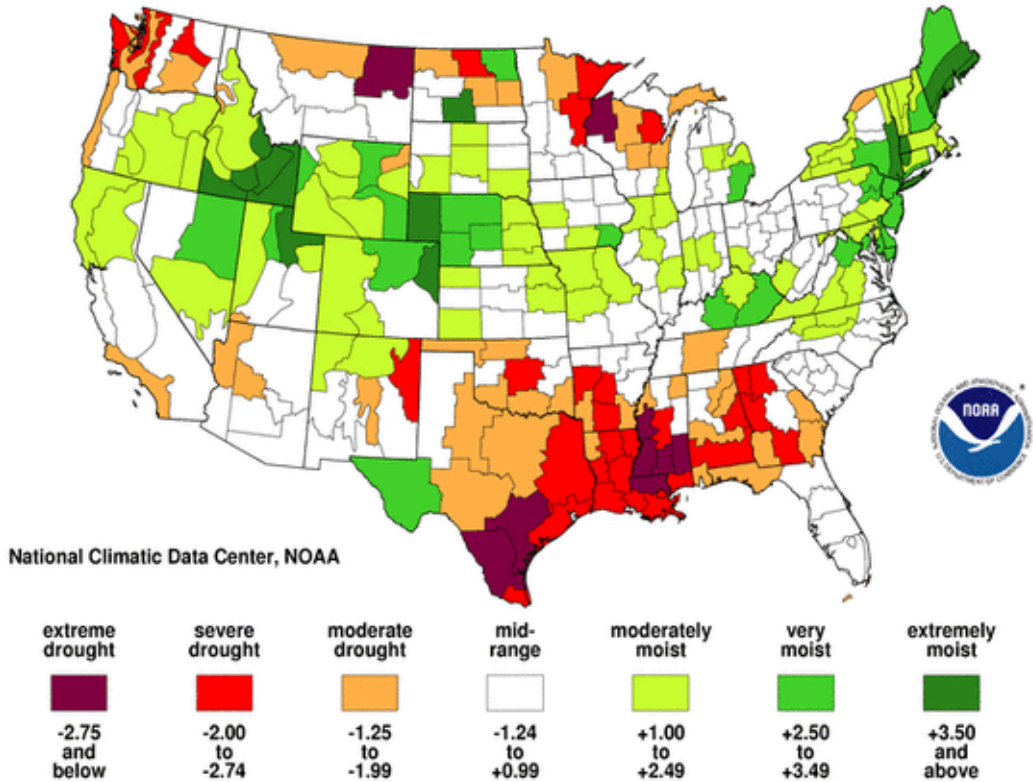 NOAA
National Climatic Data Center, NOAA
extreme severe moderate mid- moderately very extremely
drought drought drought range moist moist moist
-2.75 -2.00 -1.25 -1.24 +1.00 +2.50 +3.50
and to to to to to and
below -2.74 -1.99 +0.99 +2.49 +3.49 above